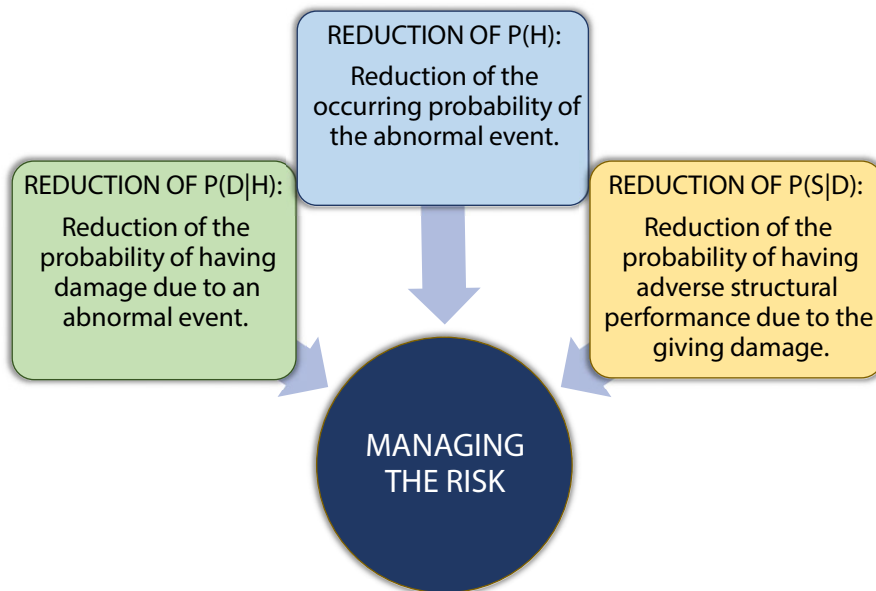 REDUCTION OF P(H):
Reduction of the
occurring probability of
the abnormal event.
REDUCTION OF P(D|H):
Reduction of the
probability of having
damage due to an
abnormal event.
REDUCTION OF P(S|D):
Reduction of the
probability of having
adverse structural
performance due to the
giving damage.
MANAGING
THE RISK